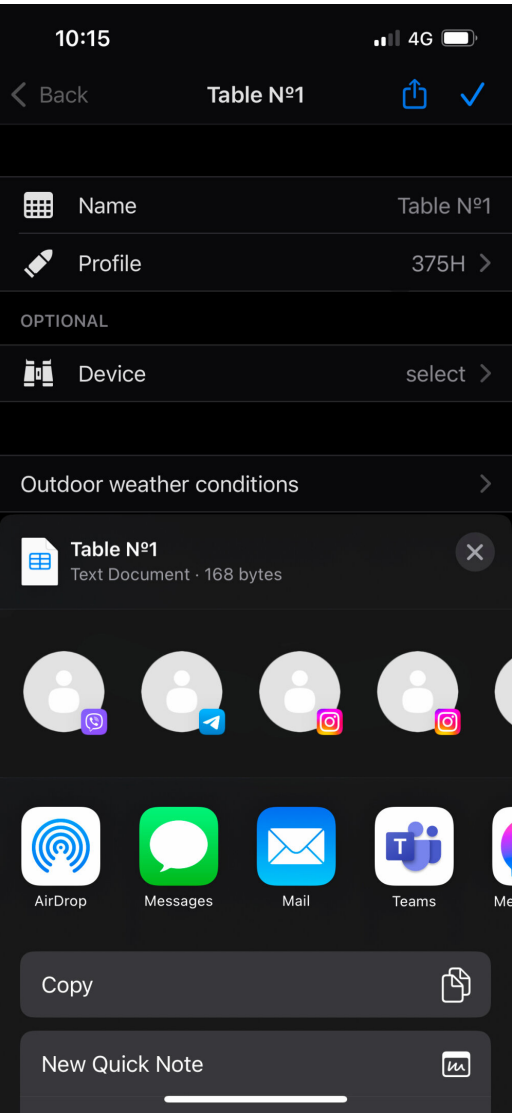 10:15
4G
Back
Table Nº1
Name
Table Nº1
Profile
375H
OPTIONAL
Device
select
Outdoor weather conditions
Table Nº1
Text Document · 168 bytes
AirDrop
Messages
Mail
T
Teams
Me
Copy
New Quick Note